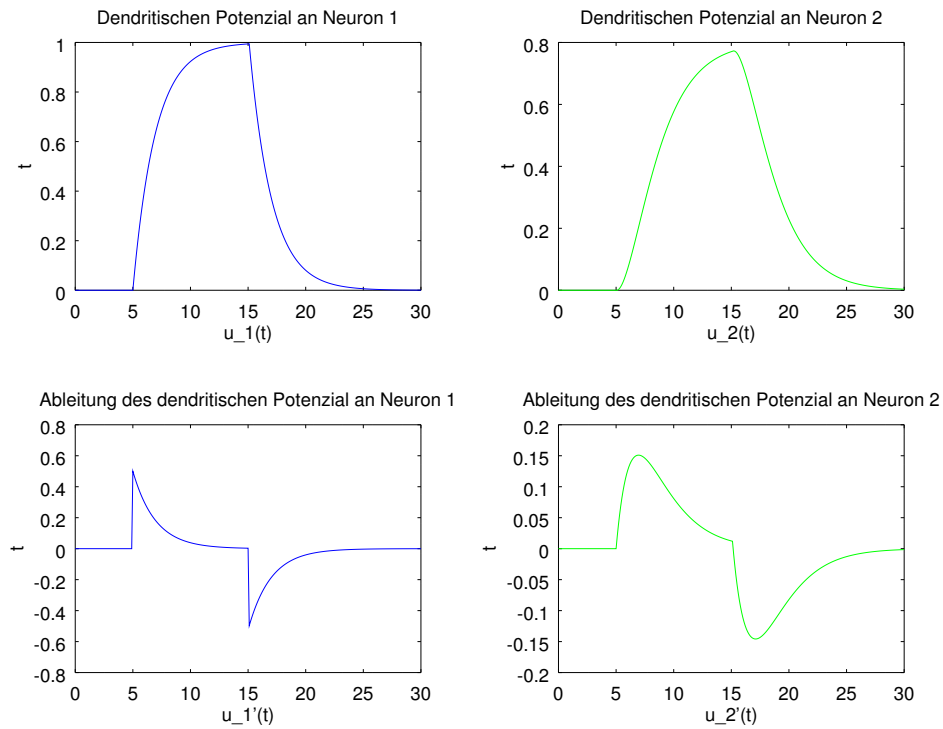 Dendritischen Potenzial an Neuron 1
1
0.8
0.6
0.4
0.2
0
t
0 5 10 15 20 25 30
u_1(t)
Dendritischen Potenzial an Neuron 2
0.8
0.6
0.4
0.2
0
t
0 5 10 15 20 25 30
u_2(t)
Ableitung des dendritischen Potenzial an Neuron 1
0.8
0.6
0.4
0.2
0
-0.2
-0.4
-0.6
-0.8
t
0 5 10 15 20 25 30
u_1'(t)
Ableitung des dendritischen Potenzial an Neuron 2
0.2
0.15
0.1
0.05
0
-0.05
-0.1
-0.15
-0.2
t
0 5 10 15 20 25 30
u_2'(t)